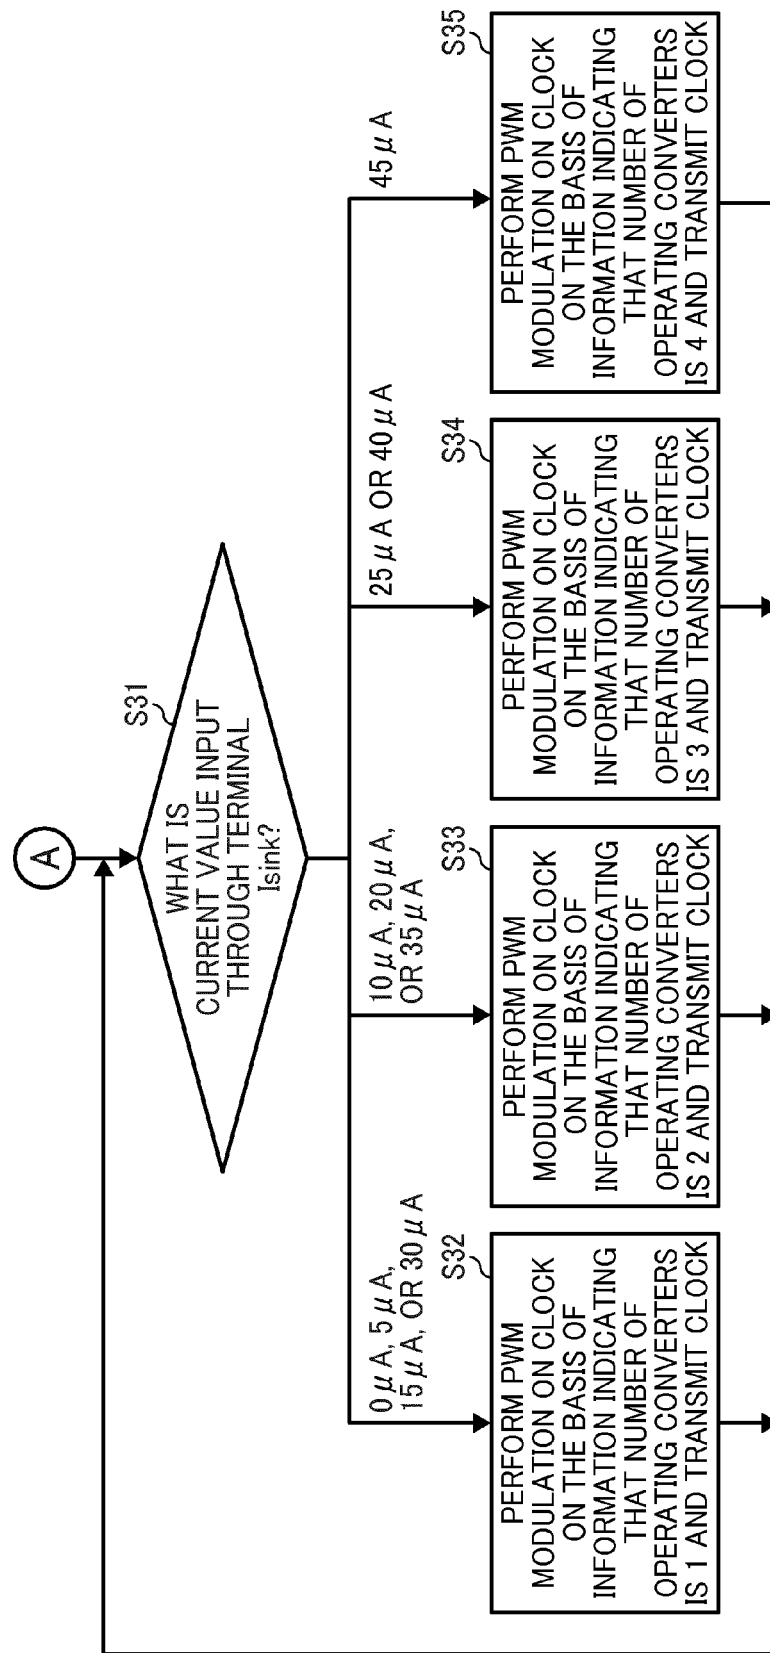 A
S31
WHAT IS
CURRENT VALUE INPUT
THROUGH TERMINAL
Isink?
0μA, 5μA,
15μA, OR 30μA
10μA, 20μA,
OR 35μA
25μA OR 40μA
45μA
S32
PERFORM PWM
MODULATION ON CLOCK
ON THE BASIS OF
INFORMATION INDICATING
THAT NUMBER OF
OPERATING CONVERTERS
IS 1 AND TRANSMIT CLOCK
S33
PERFORM PWM
MODULATION ON CLOCK
ON THE BASIS OF
INFORMATION INDICATING
THAT NUMBER OF
OPERATING CONVERTERS
IS 2 AND TRANSMIT CLOCK
S34
PERFORM PWM
MODULATION ON CLOCK
ON THE BASIS OF
INFORMATION INDICATING
THAT NUMBER OF
OPERATING CONVERTERS
IS 3 AND TRANSMIT CLOCK
S35
PERFORM PWM
MODULATION ON CLOCK
ON THE BASIS OF
INFORMATION INDICATING
THAT NUMBER OF
OPERATING CONVERTERS
IS 4 AND TRANSMIT CLOCK